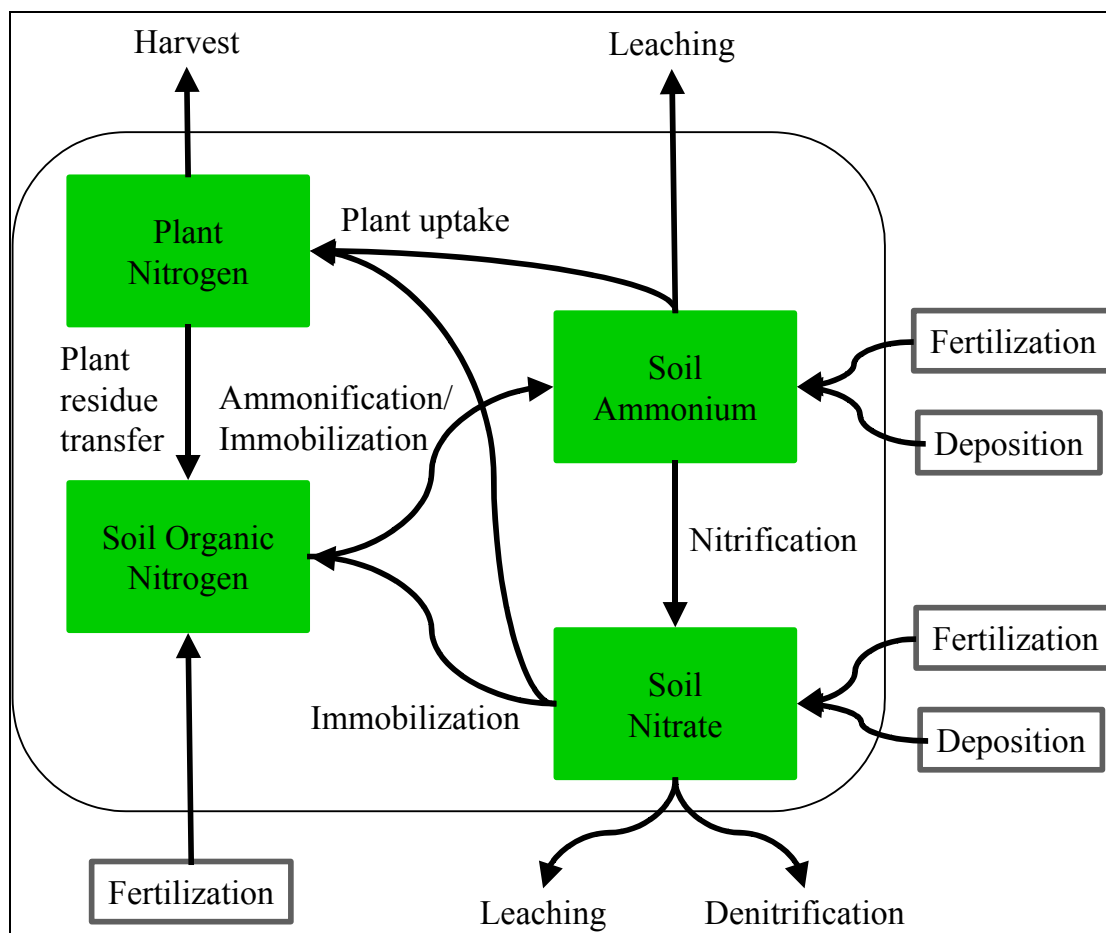 Harvest
Leaching
Plant
Nitrogen
Plant uptake
Soil
Ammonium
Fertilization
Deposition
Plant
residue
transfer
Ammonification/
Immobilization
Soil Organic
Nitrogen
Nitrification
Immobilization
Soil
Nitrate
Fertilization
Deposition
Fertilization
Leaching
Denitrification